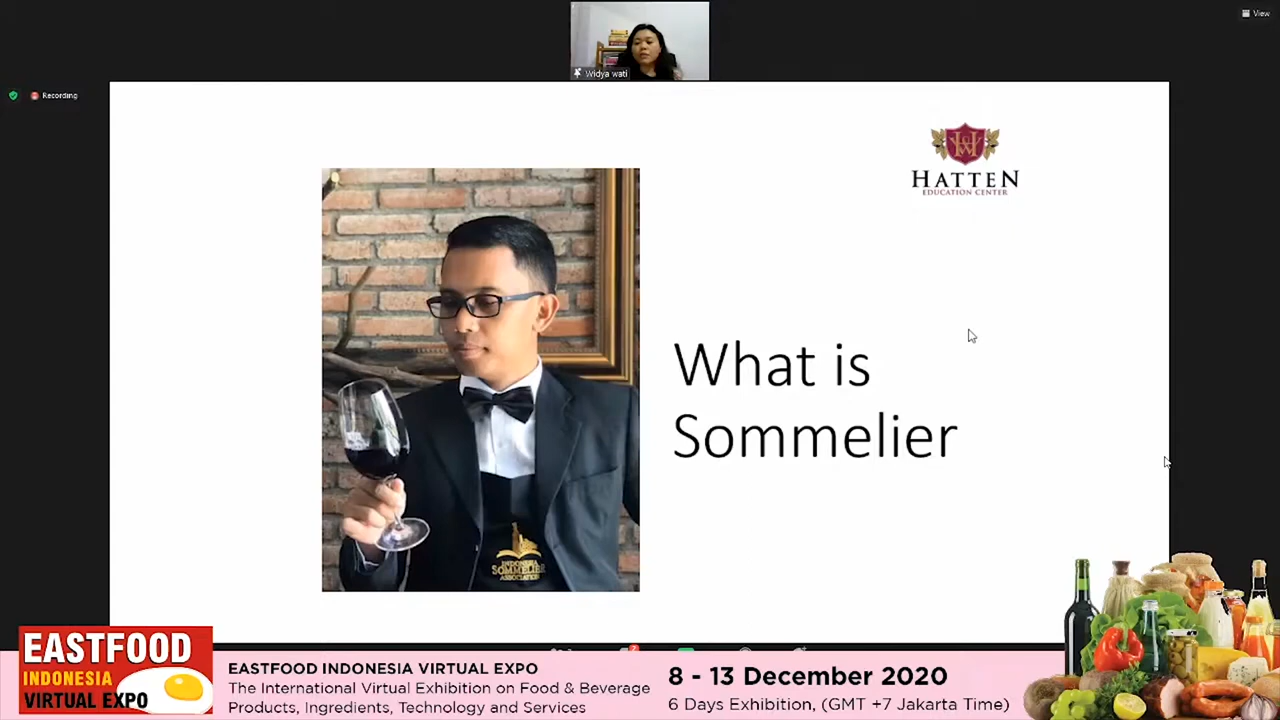 View
Widya wati
Recording
HATTEN
EDUCATION CENTER
What is
Sommelier
INDONESIA
SOMMELIER
ASSOCIATION
EASTFOOD
INDONESIA
VIRTUAL EXPO
EASTFOOD INDONESIA VIRTUAL EXPO
The International Virtual Exhibition on Food & Beverage
Products, Ingredients, Technology and Services
8 - 13 December 2020
6 Days Exhibition, (GMT +7 Jakarta Time)